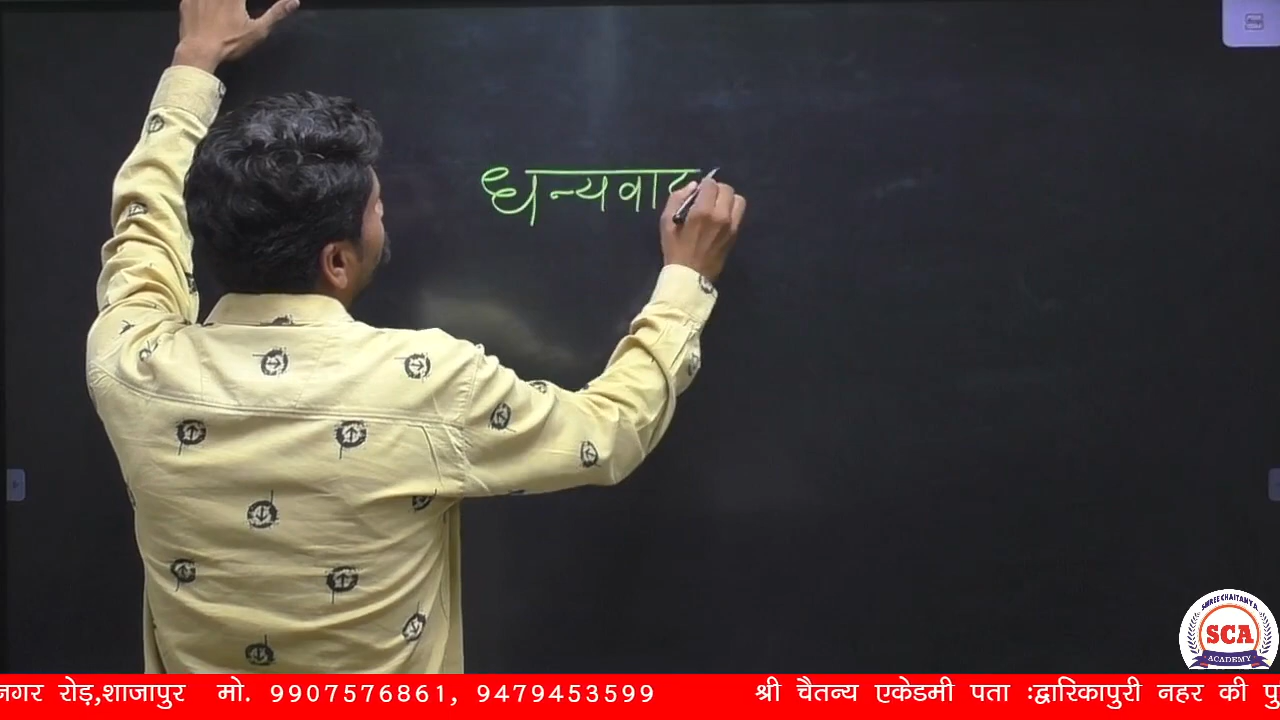 धन्यवाद
SHREE CHAITANYA
SCA
ACADEMY
नगर रोड़,शाजापुर मो. 9907576861, 9479453599 श्री चैतन्य एकेडमी पता :द्वारिकापुरी नहर की